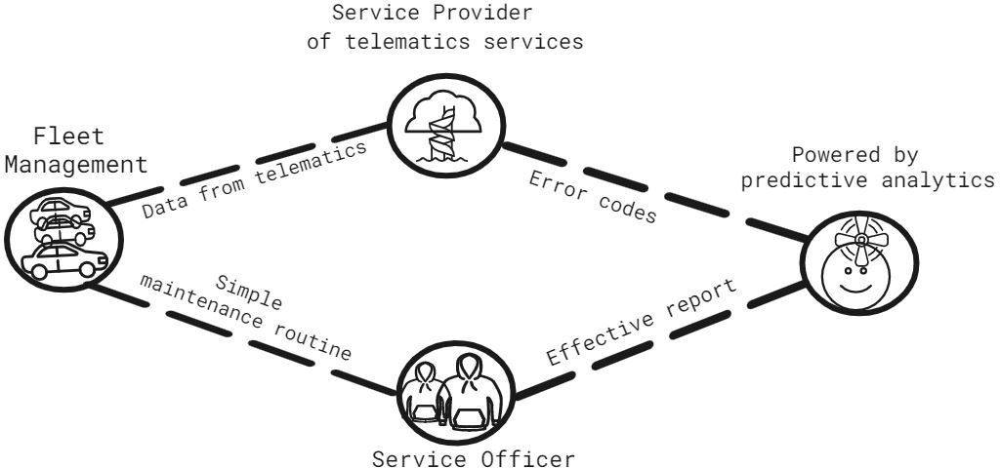 Service Provider
of telematics services
Fleet
Management
Data from telematics
Error codes
Powered by
predictive analytics
Simple
maintenance routine
Effective report
Service Officer